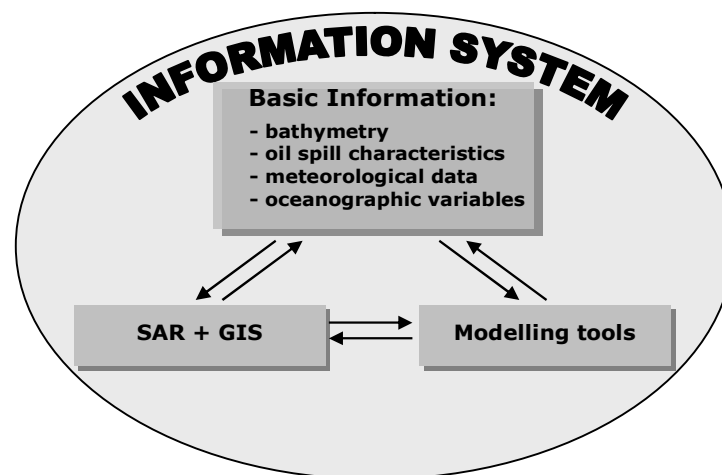 INFORMATION SYSTEM
Basic Information:
- bathymetry
- oil spill characteristics
- meteorological data
- oceanographic variables
SAR + GIS
Modelling tools